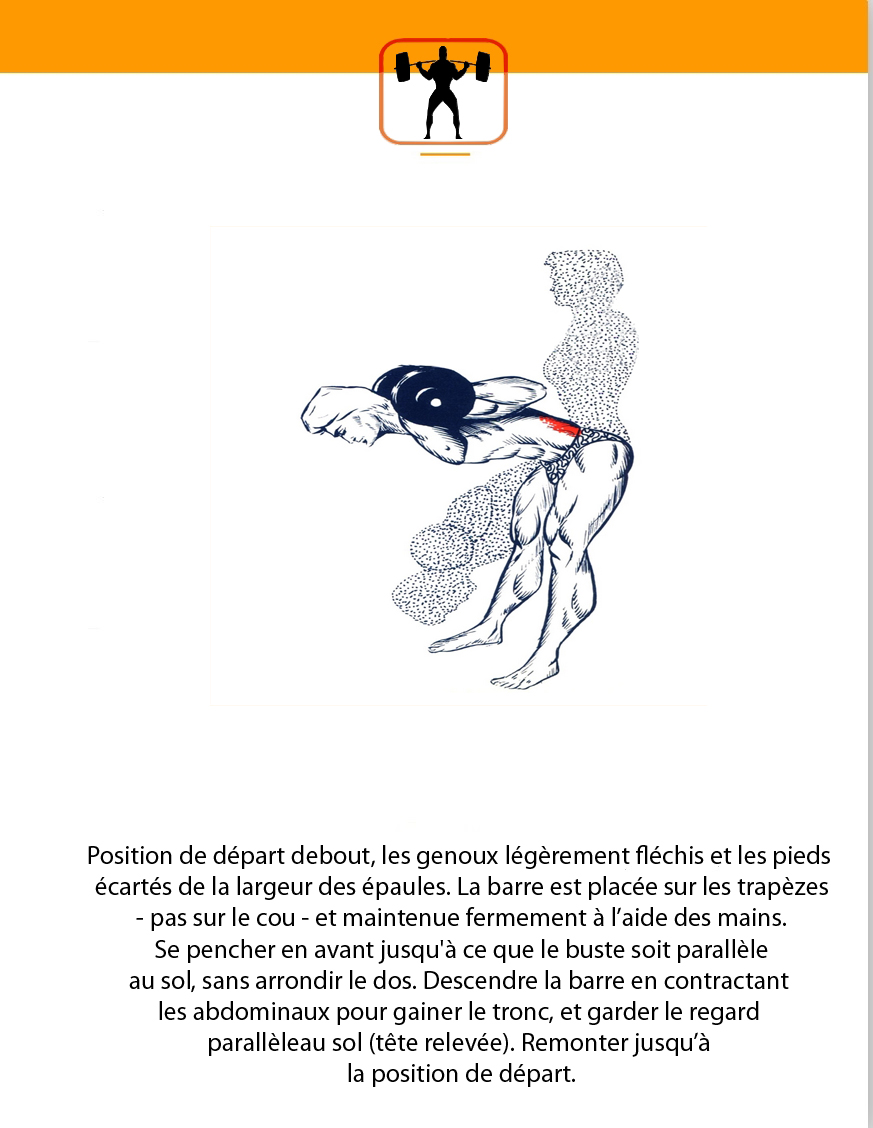 Position de départ debout, les genoux légèrement fléchis et les pieds
écartés de la largeur des épaules. La barre est placée sur les trapèzes
- pas sur le cou - et maintenue fermement à l’aide des mains.
Se pencher en avant jusqu'à ce que le buste soit parallèle
au sol, sans arrondir le dos. Descendre la barre en contractant
les abdominaux pour gainer le tronc, et garder le regard
parallèleau sol (tête relevée). Remonter jusqu’à
la position de départ.